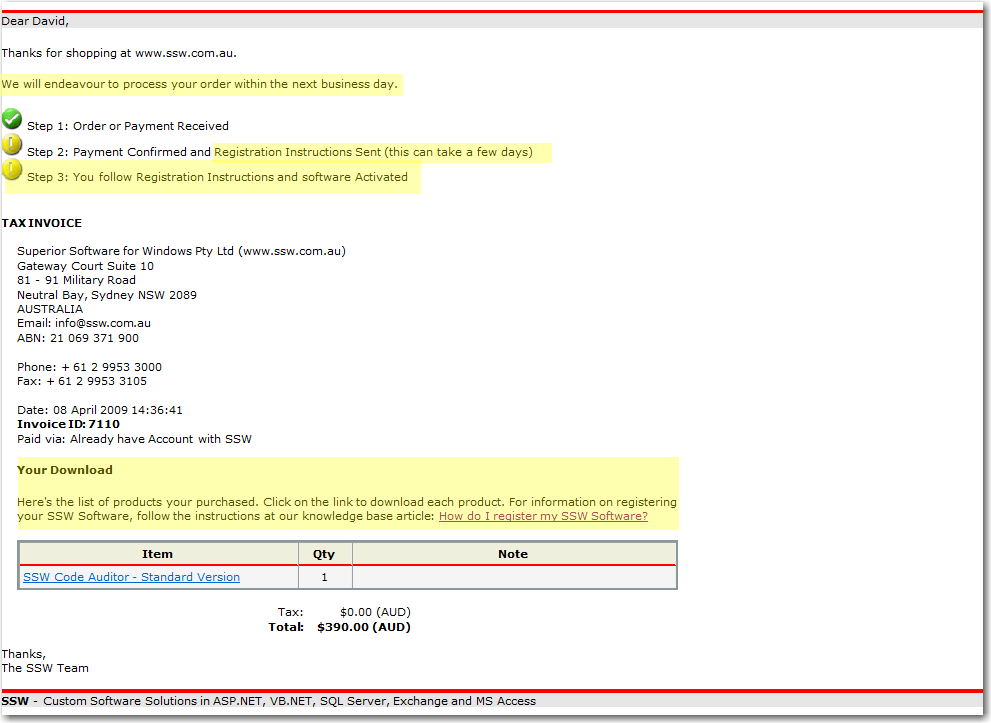 Dear David,
Thanks for shopping at www.ssw.com.au.
We will endeavour to process your order within the next business day.
Step 1: Order or Payment Received
Step 2: Payment Confirmed and Registration Instructions Sent (this can take a few days)
Step 3: You follow Registration Instructions and software Activated
TAX INVOICE
Superior Software for Windows Pty Ltd (www.ssw.com.au)
Gateway Court Suite 10
81 - 91 Military Road
Neutral Bay, Sydney NSW 2089
AUSTRALIA
Email: info@ssw.com.au
ABN: 21 069 371 900
Phone: + 61 2 9953 3000
Fax: + 61 2 9953 3105
Date: 08 April 2009 14:36:41
Invoice ID: 7110
Paid via: Already have Account with SSW
Your Download
Here's the list of products your purchased. Click on the link to download each product. For information on registering
your SSW Software, follow the instructions at our knowledge base article: How do I register my SSW Software?
Item Qty Note
SSW Code Auditor - Standard Version 1
Tax: $0.00 (AUD)
Total: $390.00 (AUD)
Thanks,
The SSW Team
SSW - Custom Software Solutions in ASP.NET, VB.NET, SQL Server, Exchange and MS Access